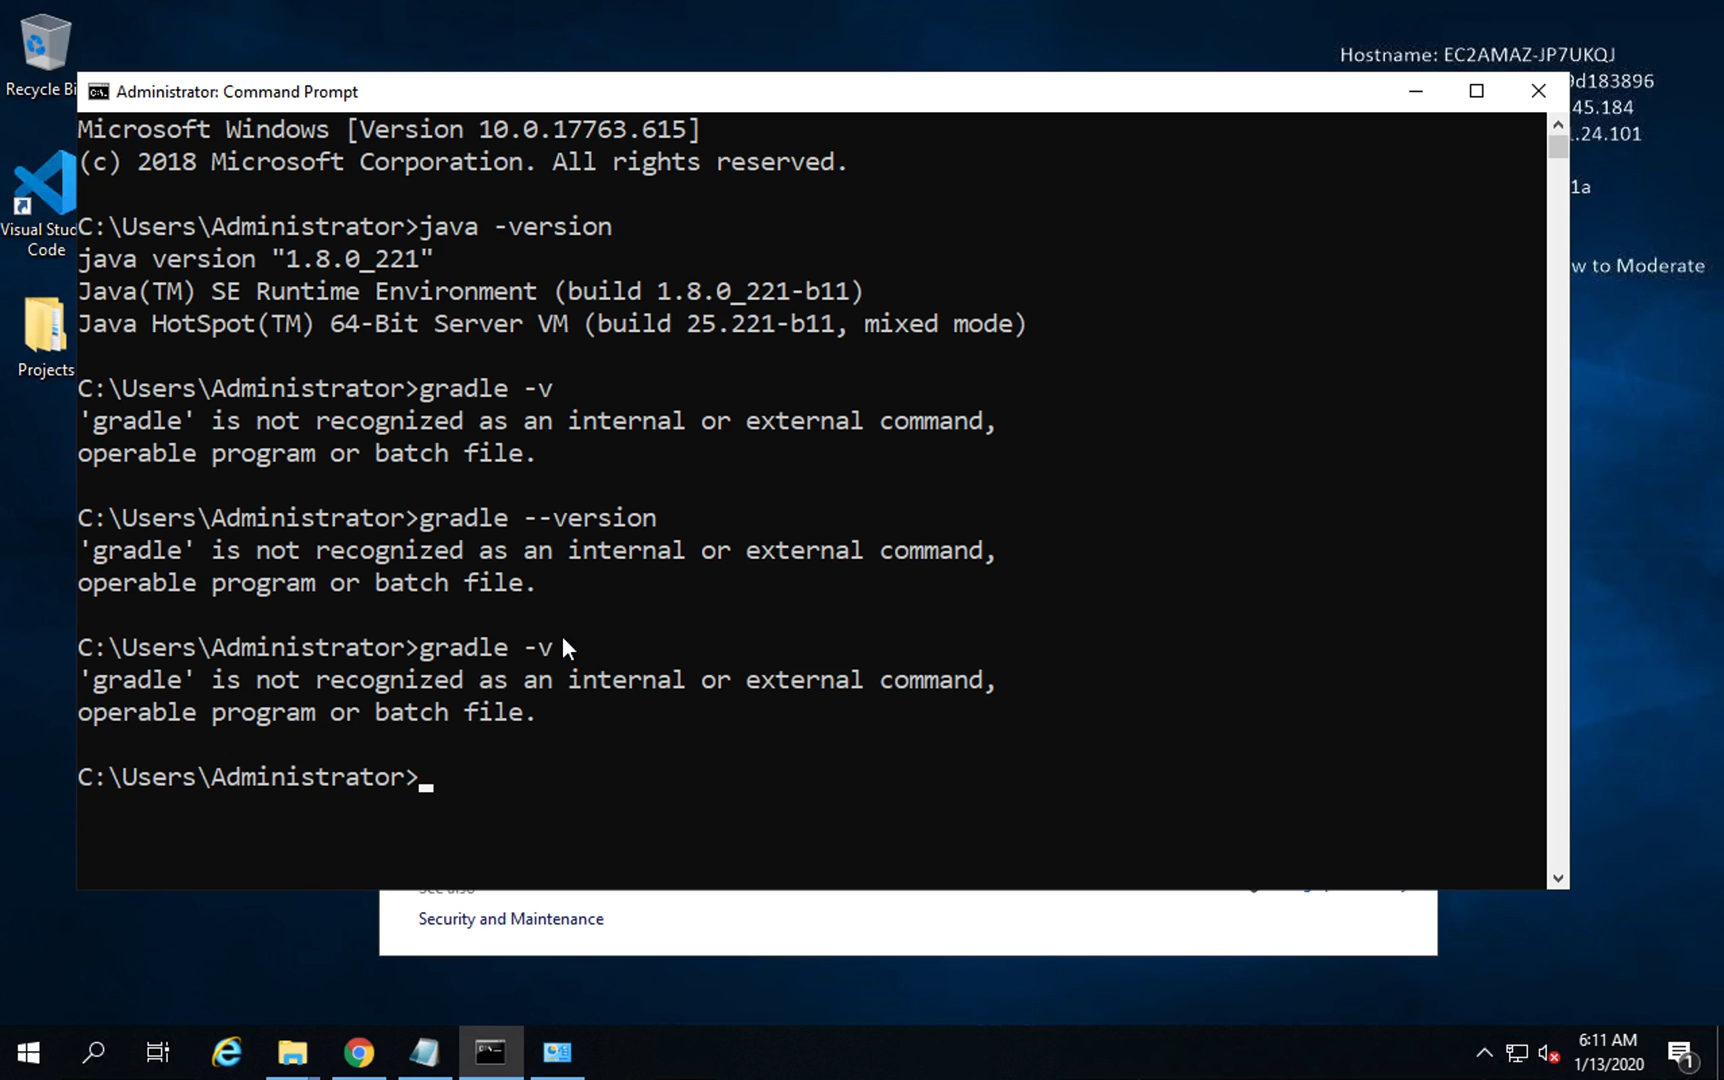 Recycle Bi
Visual Stud
Code
Projects
Hostname: EC2AMAZ-JP7UKQJ
9d183896
45.184
.24.101
1a
w to Moderate
Administrator: Command Prompt
Microsoft Windows [Version 10.0.17763.615]
(c) 2018 Microsoft Corporation. All rights reserved.
C:\Users\Administrator>java -version
java version "1.8.0_221"
Java(TM) SE Runtime Environment (build 1.8.0_221-b11)
Java HotSpot(TM) 64-Bit Server VM (build 25.221-b11, mixed mode)
C:\Users\Administrator>gradle -v
'gradle' is not recognized as an internal or external command,
operable program or batch file.
C:\Users\Administrator>gradle --version
'gradle' is not recognized as an internal or external command,
operable program or batch file.
C:\Users\Administrator>gradle -v
'gradle' is not recognized as an internal or external command,
operable program or batch file.
C:\Users\Administrator>
See also
Security and Maintenance
6:11 AM
1/13/2020
1